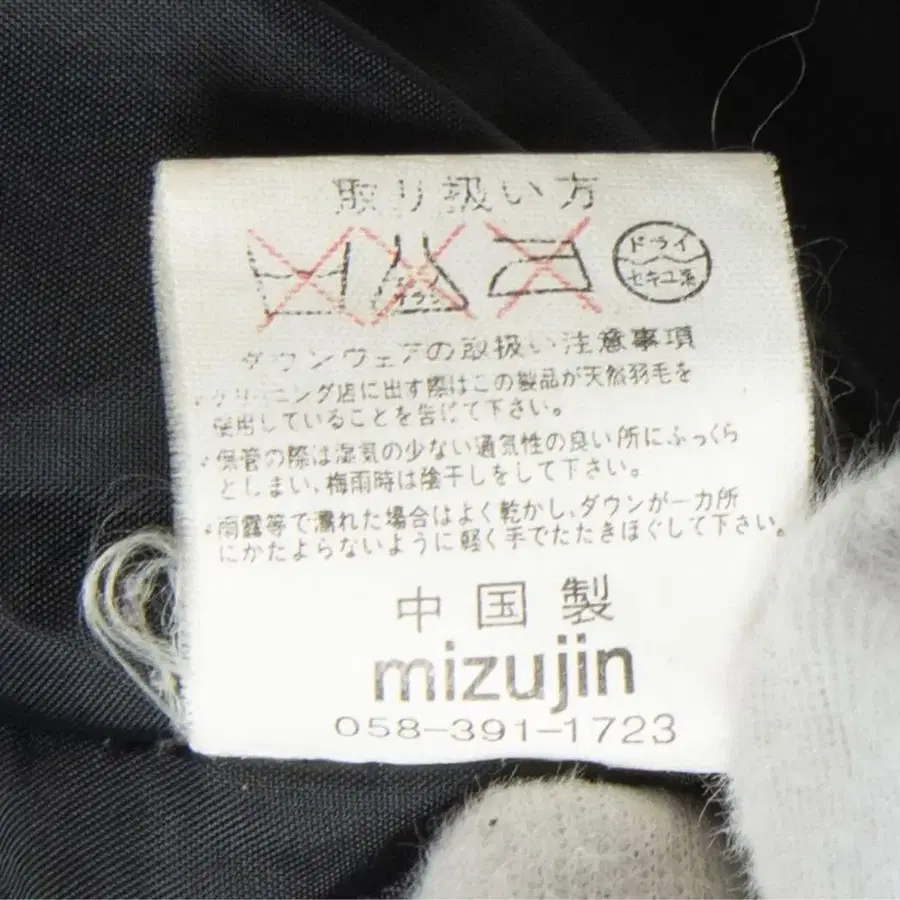 取り扱い方
エンソ
サラシ
ドライ
セキユ系
ダウンウェアの取扱い注意事項
・クリーニング店に出す際はこの製品が天然羽毛を
使用していることを告げて下さい。
・保管の際は湿気の少ない通気性の良い所にふっくら
としまい、梅雨時は陰干しをして下さい。
・雨露等で濡れた場合はよく乾かし、ダウンが一カ所
にかたよらないように軽く手でたたきほぐして下さい。
中国製
mizujin
058-391-1723